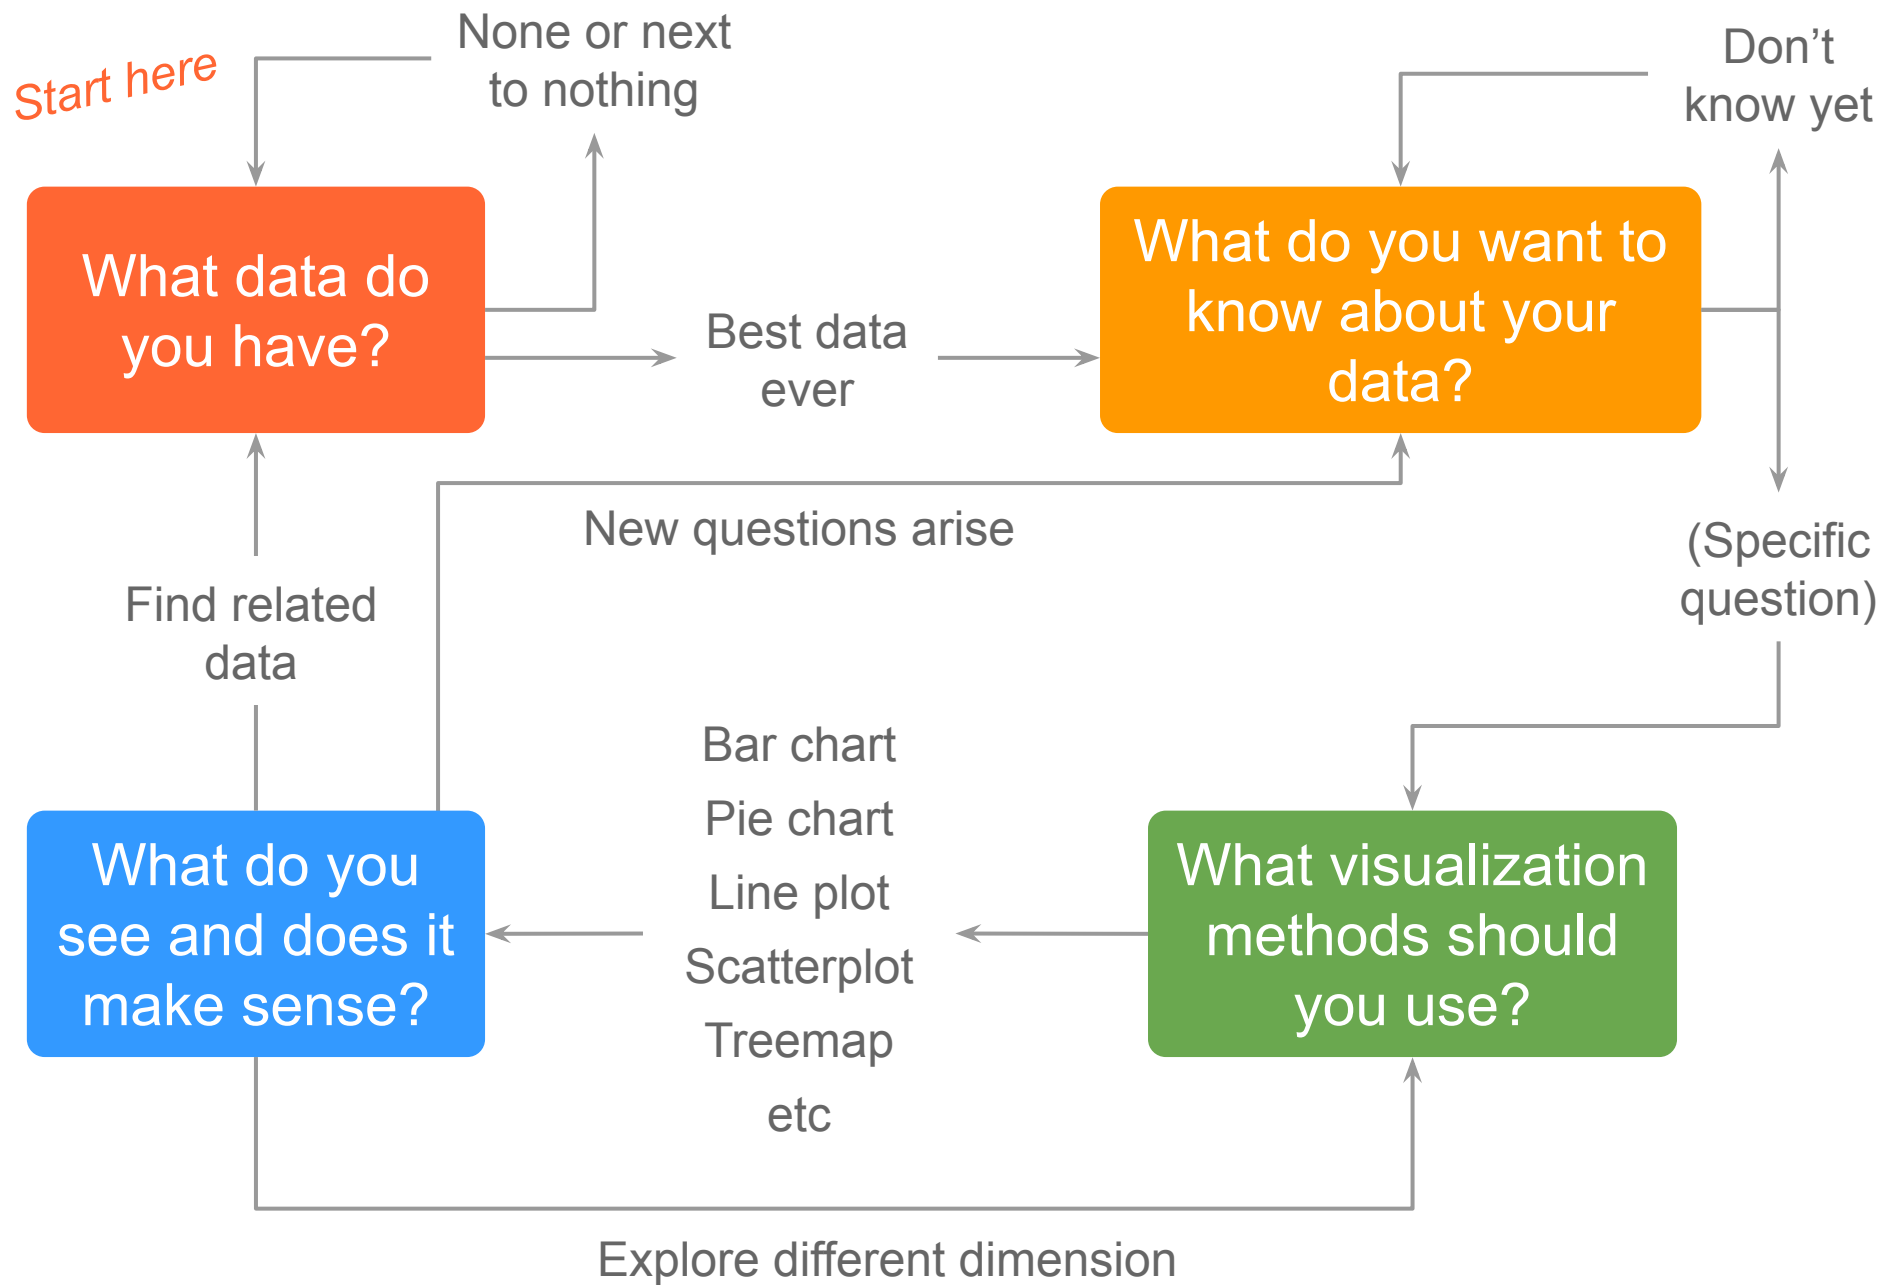 Start here
None or next
to nothing
Don’t
know yet
What data do
you have?
Best data
ever
What do you want to
know about your
data?
New questions arise
(Specific
question)
Find related
data
Bar chart
Pie chart
Line plot
Scatterplot
Treemap
etc
What do you
see and does it
make sense?
What visualization
methods should
you use?
Explore different dimension